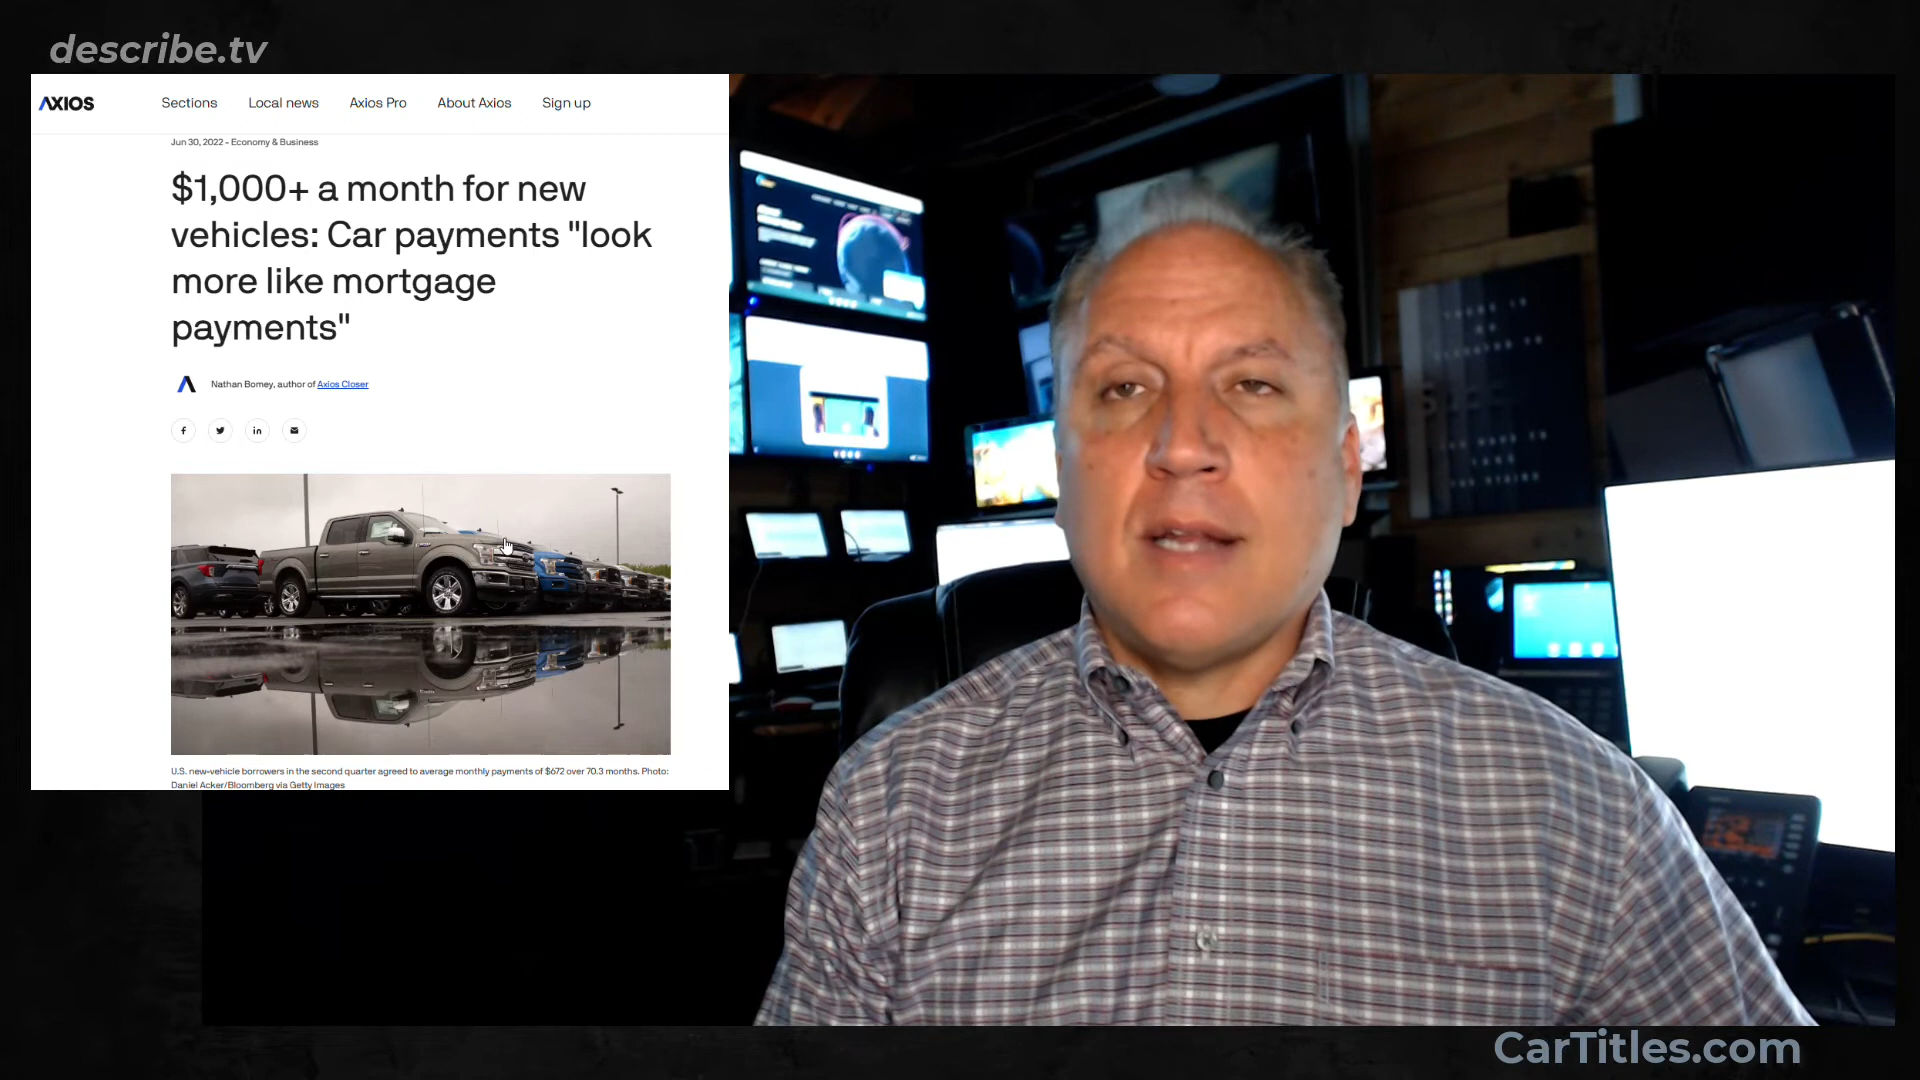 describe.tv
AXIOS
Sections Local news Axios Pro About Axios Sign up
Jun 30, 2022 - Economy & Business
$1,000+ a month for new
vehicles: Car payments "look
more like mortgage
payments"
Nathan Bomey, author of Axios Closer
U.S. new-vehicle borrowers in the second quarter agreed to average monthly payments of $672 over 70.3 months. Photo:
Daniel Acker/Bloomberg via Getty Images
CarTitles.com